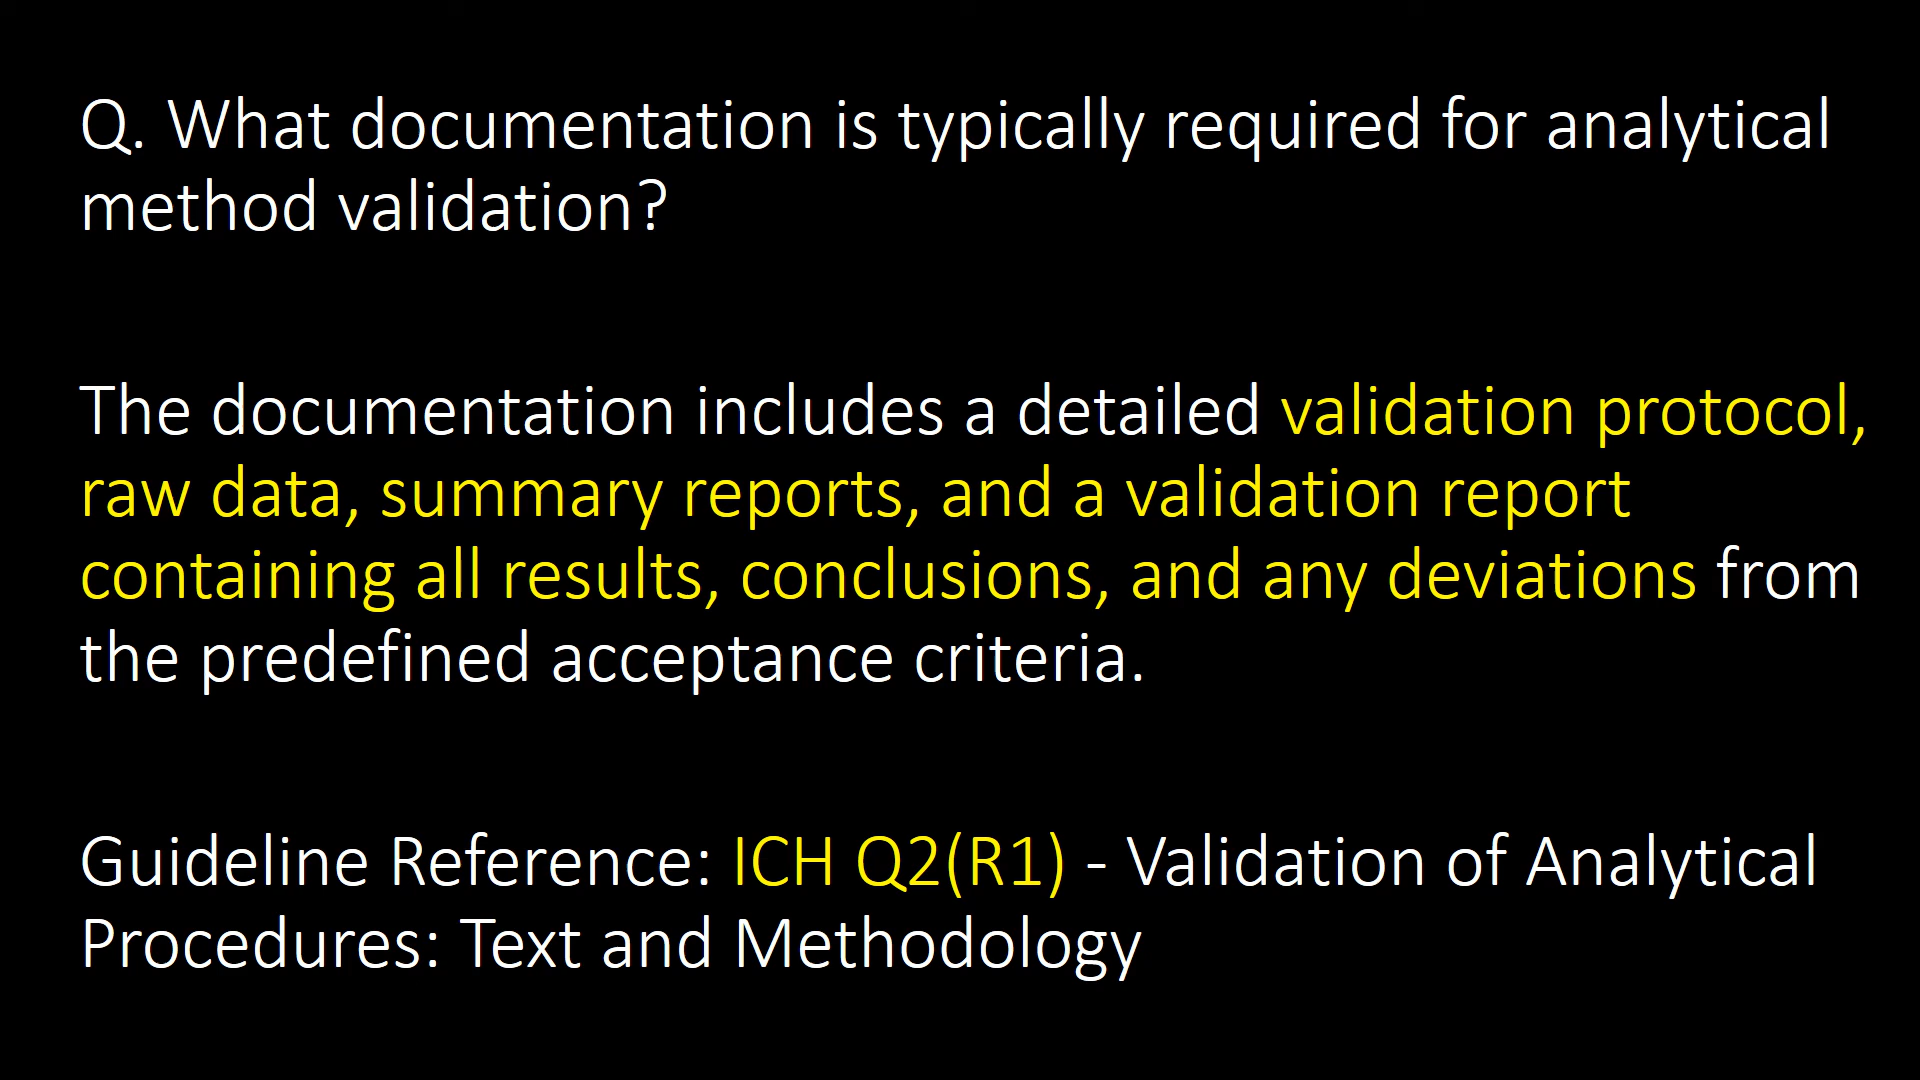 Q. What documentation is typically required for analytical
method validation?
The documentation includes a detailed validation protocol,
raw data, summary reports, and a validation report
containing all results, conclusions, and any deviations from
the predefined acceptance criteria.
Guideline Reference: ICH Q2(R1) - Validation of Analytical
Procedures: Text and Methodology